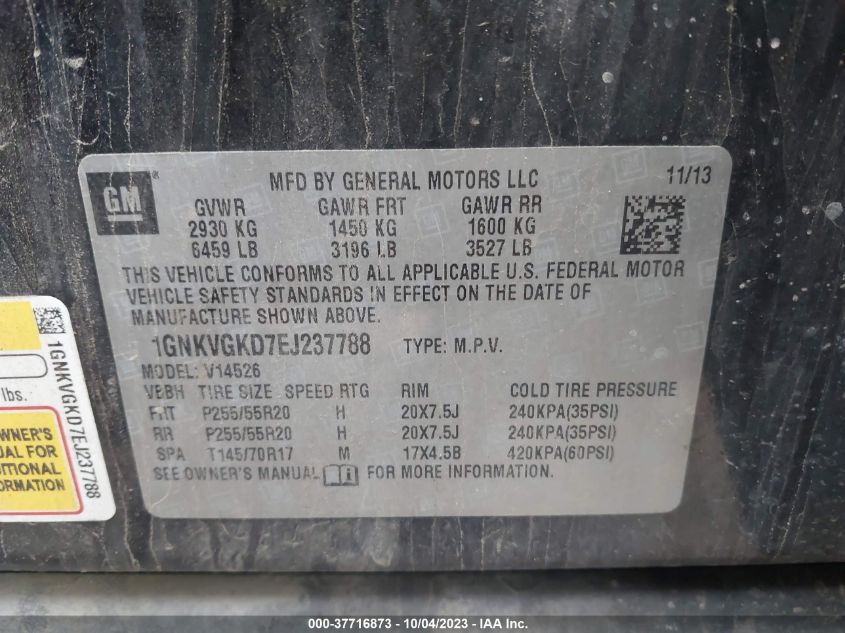 GM ®
MFD BY GENERAL MOTORS LLC
11/13
GVWR GAWR FRT GAWR RR
2930 KG 1450 KG 1600 KG
6459 LB 3196 LB 3527 LB
THIS VEHICLE CONFORMS TO ALL APPLICABLE U.S. FEDERAL MOTOR
VEHICLE SAFETY STANDARDS IN EFFECT ON THE DATE OF
MANUFACTURE SHOWN ABOVE.
1GNKVGKD7EJ237788 TYPE: M.P.V.
MODEL: V14526
VEBH TIRE SIZE SPEED RTG RIM COLD TIRE PRESSURE
FRT P255/55R20 H 20X7.5J 240KPA(35PSI)
RR P255/55R20 H 20X7.5J 240KPA(35PSI)
SPA T145/70R17 M 17X4.5B 420KPA(60PSI)
SEE OWNER'S MANUAL FOR MORE INFORMATION.
lbs.
OWNER'S
FOR
1GNKVGKD7EJ237788
000-37716873 - 10/04/2023 - IAAI Inc.